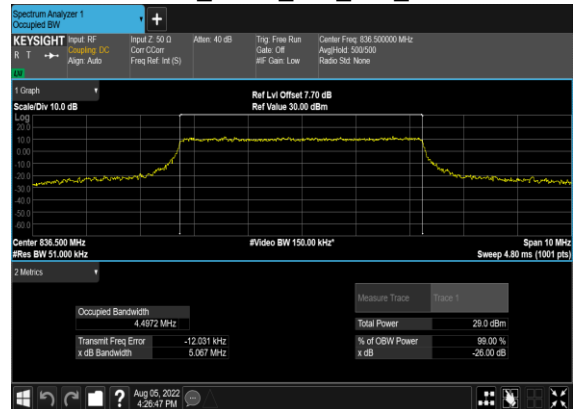 Spectrum Analyzer 1
Occupied BW
+
KEYSIGHT
R T
LW
Input: RF
Coupling: DC
Align: Auto
Input Z: 50 Ω
Corr CCorr
Freq Ref: Int (S)
Atten: 40 dB
Trig: Free Run
Gate: Off
#IF Gain: Low
Center Freq: 836.500000 MHz
Avg|Hold: 500/500
Radio Std: None
1 Graph
Scale/Div 10.0 dB
Ref Lvl Offset 7.70 dB
Ref Value 30.00 dBm
Log
20.0
10.0
0.00
-10.0
-20.0
-30.0
-40.0
-50.0
-60.0
Center 836.500 MHz
#Res BW 51.000 kHz
#Video BW 150.00 kHz*
Span 10 MHz
Sweep 4.80 ms (1001 pts)
2 Metrics
Measure Trace Trace 1
Occupied Bandwidth
4.4972 MHz
Total Power 29.0 dBm
Transmit Freq Error -12.031 kHz
% of OBW Power 99.00 %
x dB Bandwidth 5.067 MHz
x dB -26.00 dB
?
Aug 05, 2022
4:26:47 PM